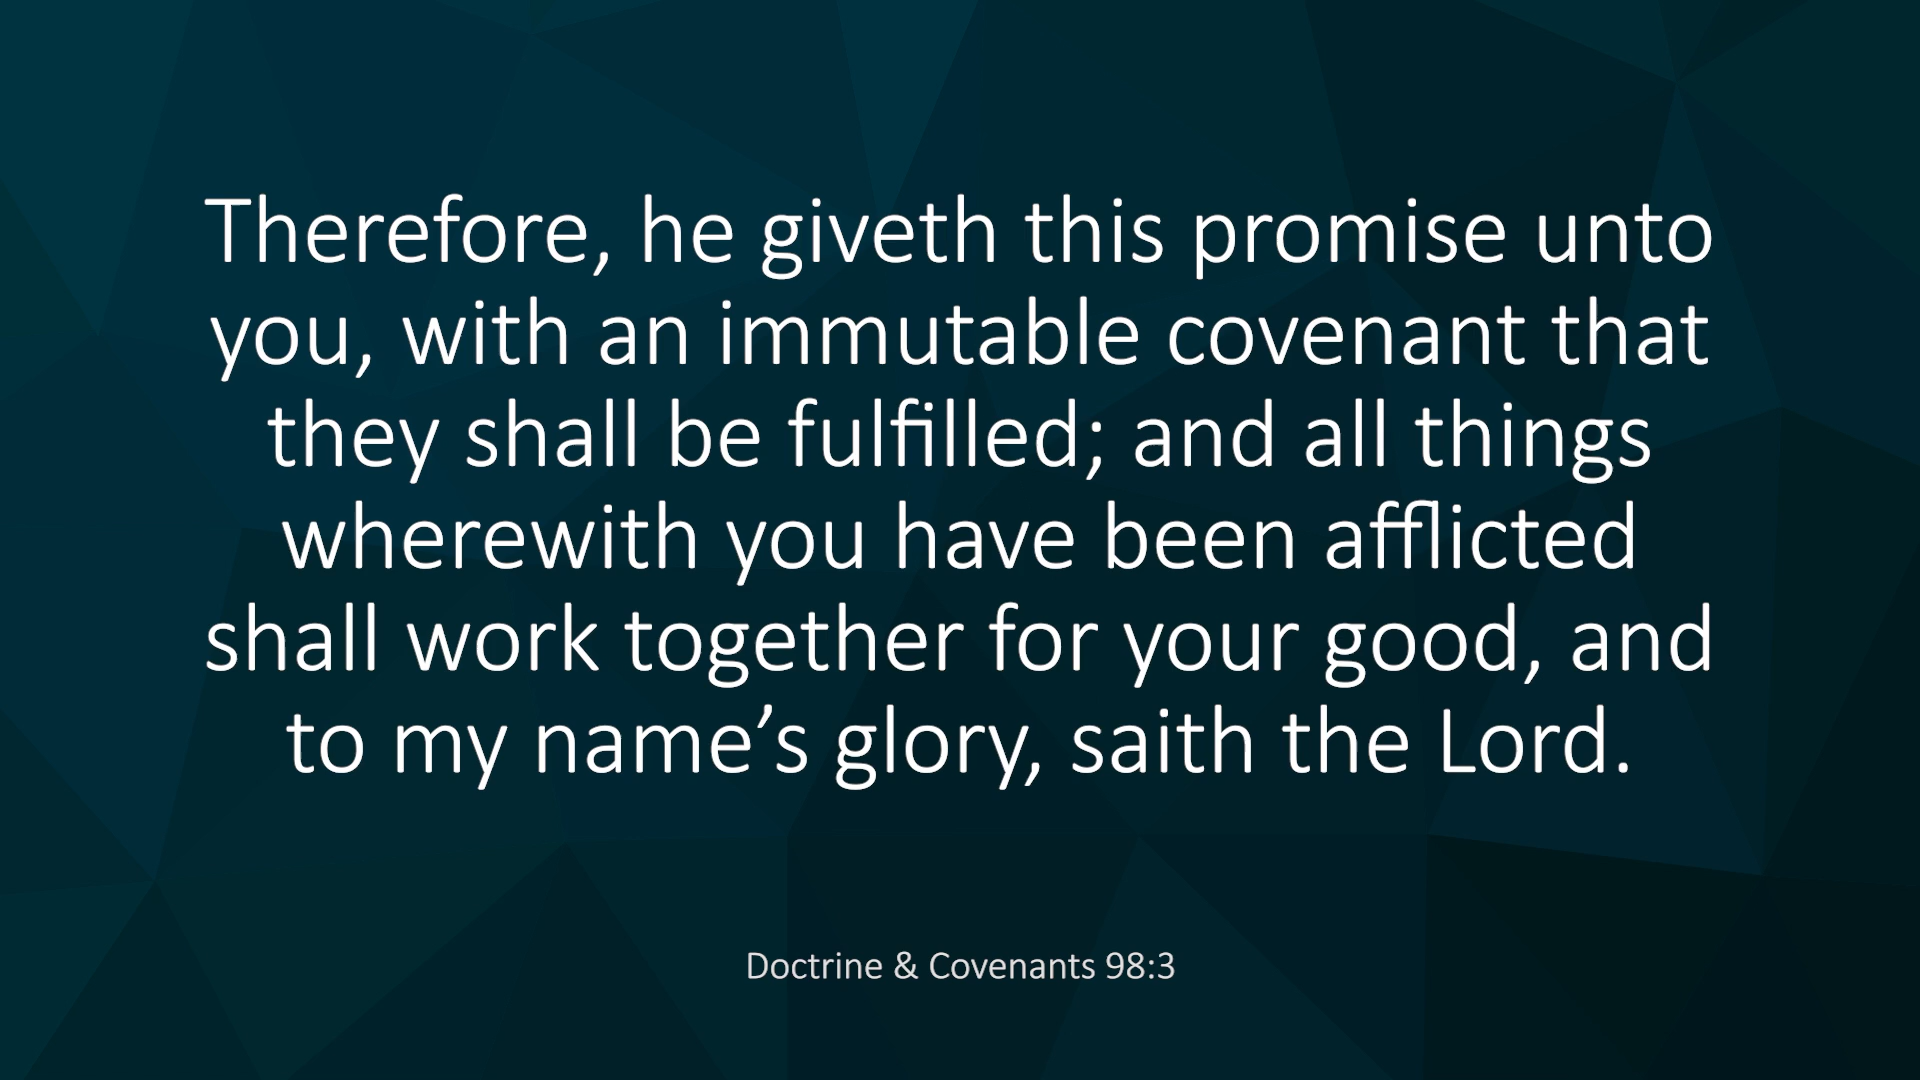 Therefore, he giveth this promise unto
you, with an immutable covenant that
they shall be fulfilled; and all things
wherewith you have been afflicted
shall work together for your good, and
to my name’s glory, saith the Lord.
Doctrine & Covenants 98:3